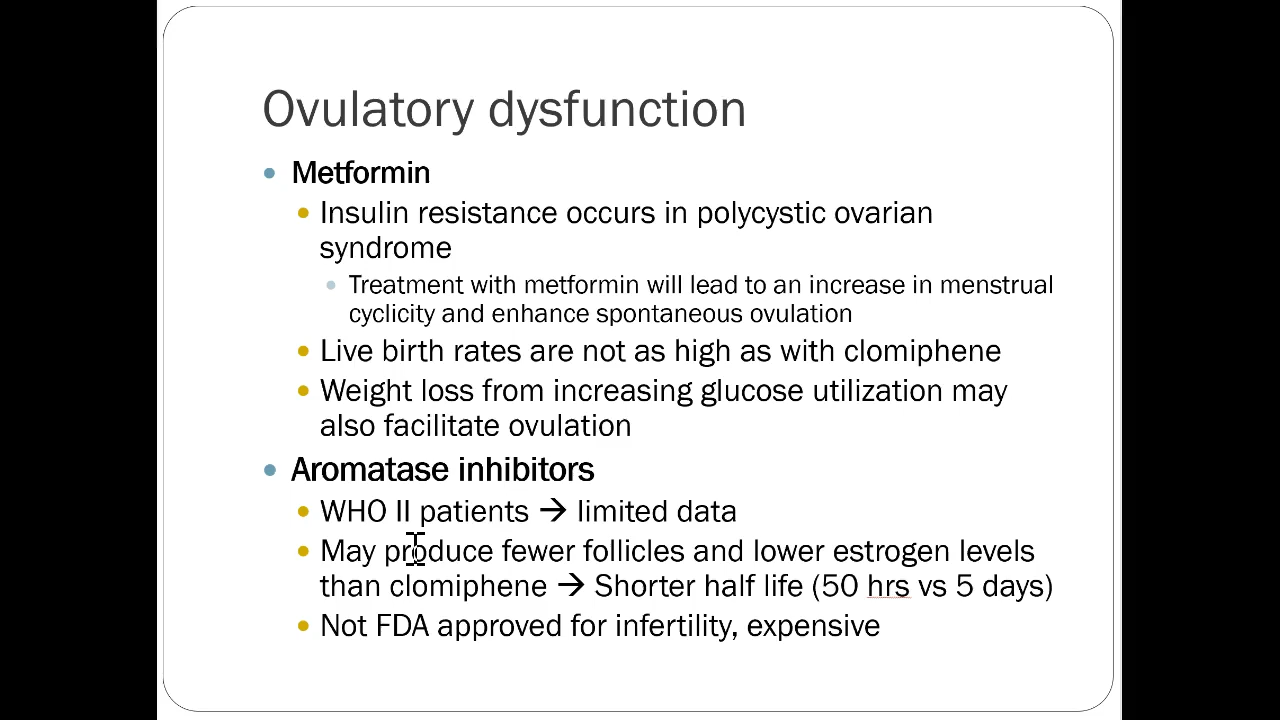 Ovulatory dysfunction
• Metformin
• Insulin resistance occurs in polycystic ovarian
syndrome
• Treatment with metformin will lead to an increase in menstrual
cyclicity and enhance spontaneous ovulation
• Live birth rates are not as high as with clomiphene
• Weight loss from increasing glucose utilization may
also facilitate ovulation
• Aromatase inhibitors
• WHO II patients → limited data
• May produce fewer follicles and lower estrogen levels
than clomiphene → Shorter half life (50 hrs vs 5 days)
• Not FDA approved for infertility, expensive